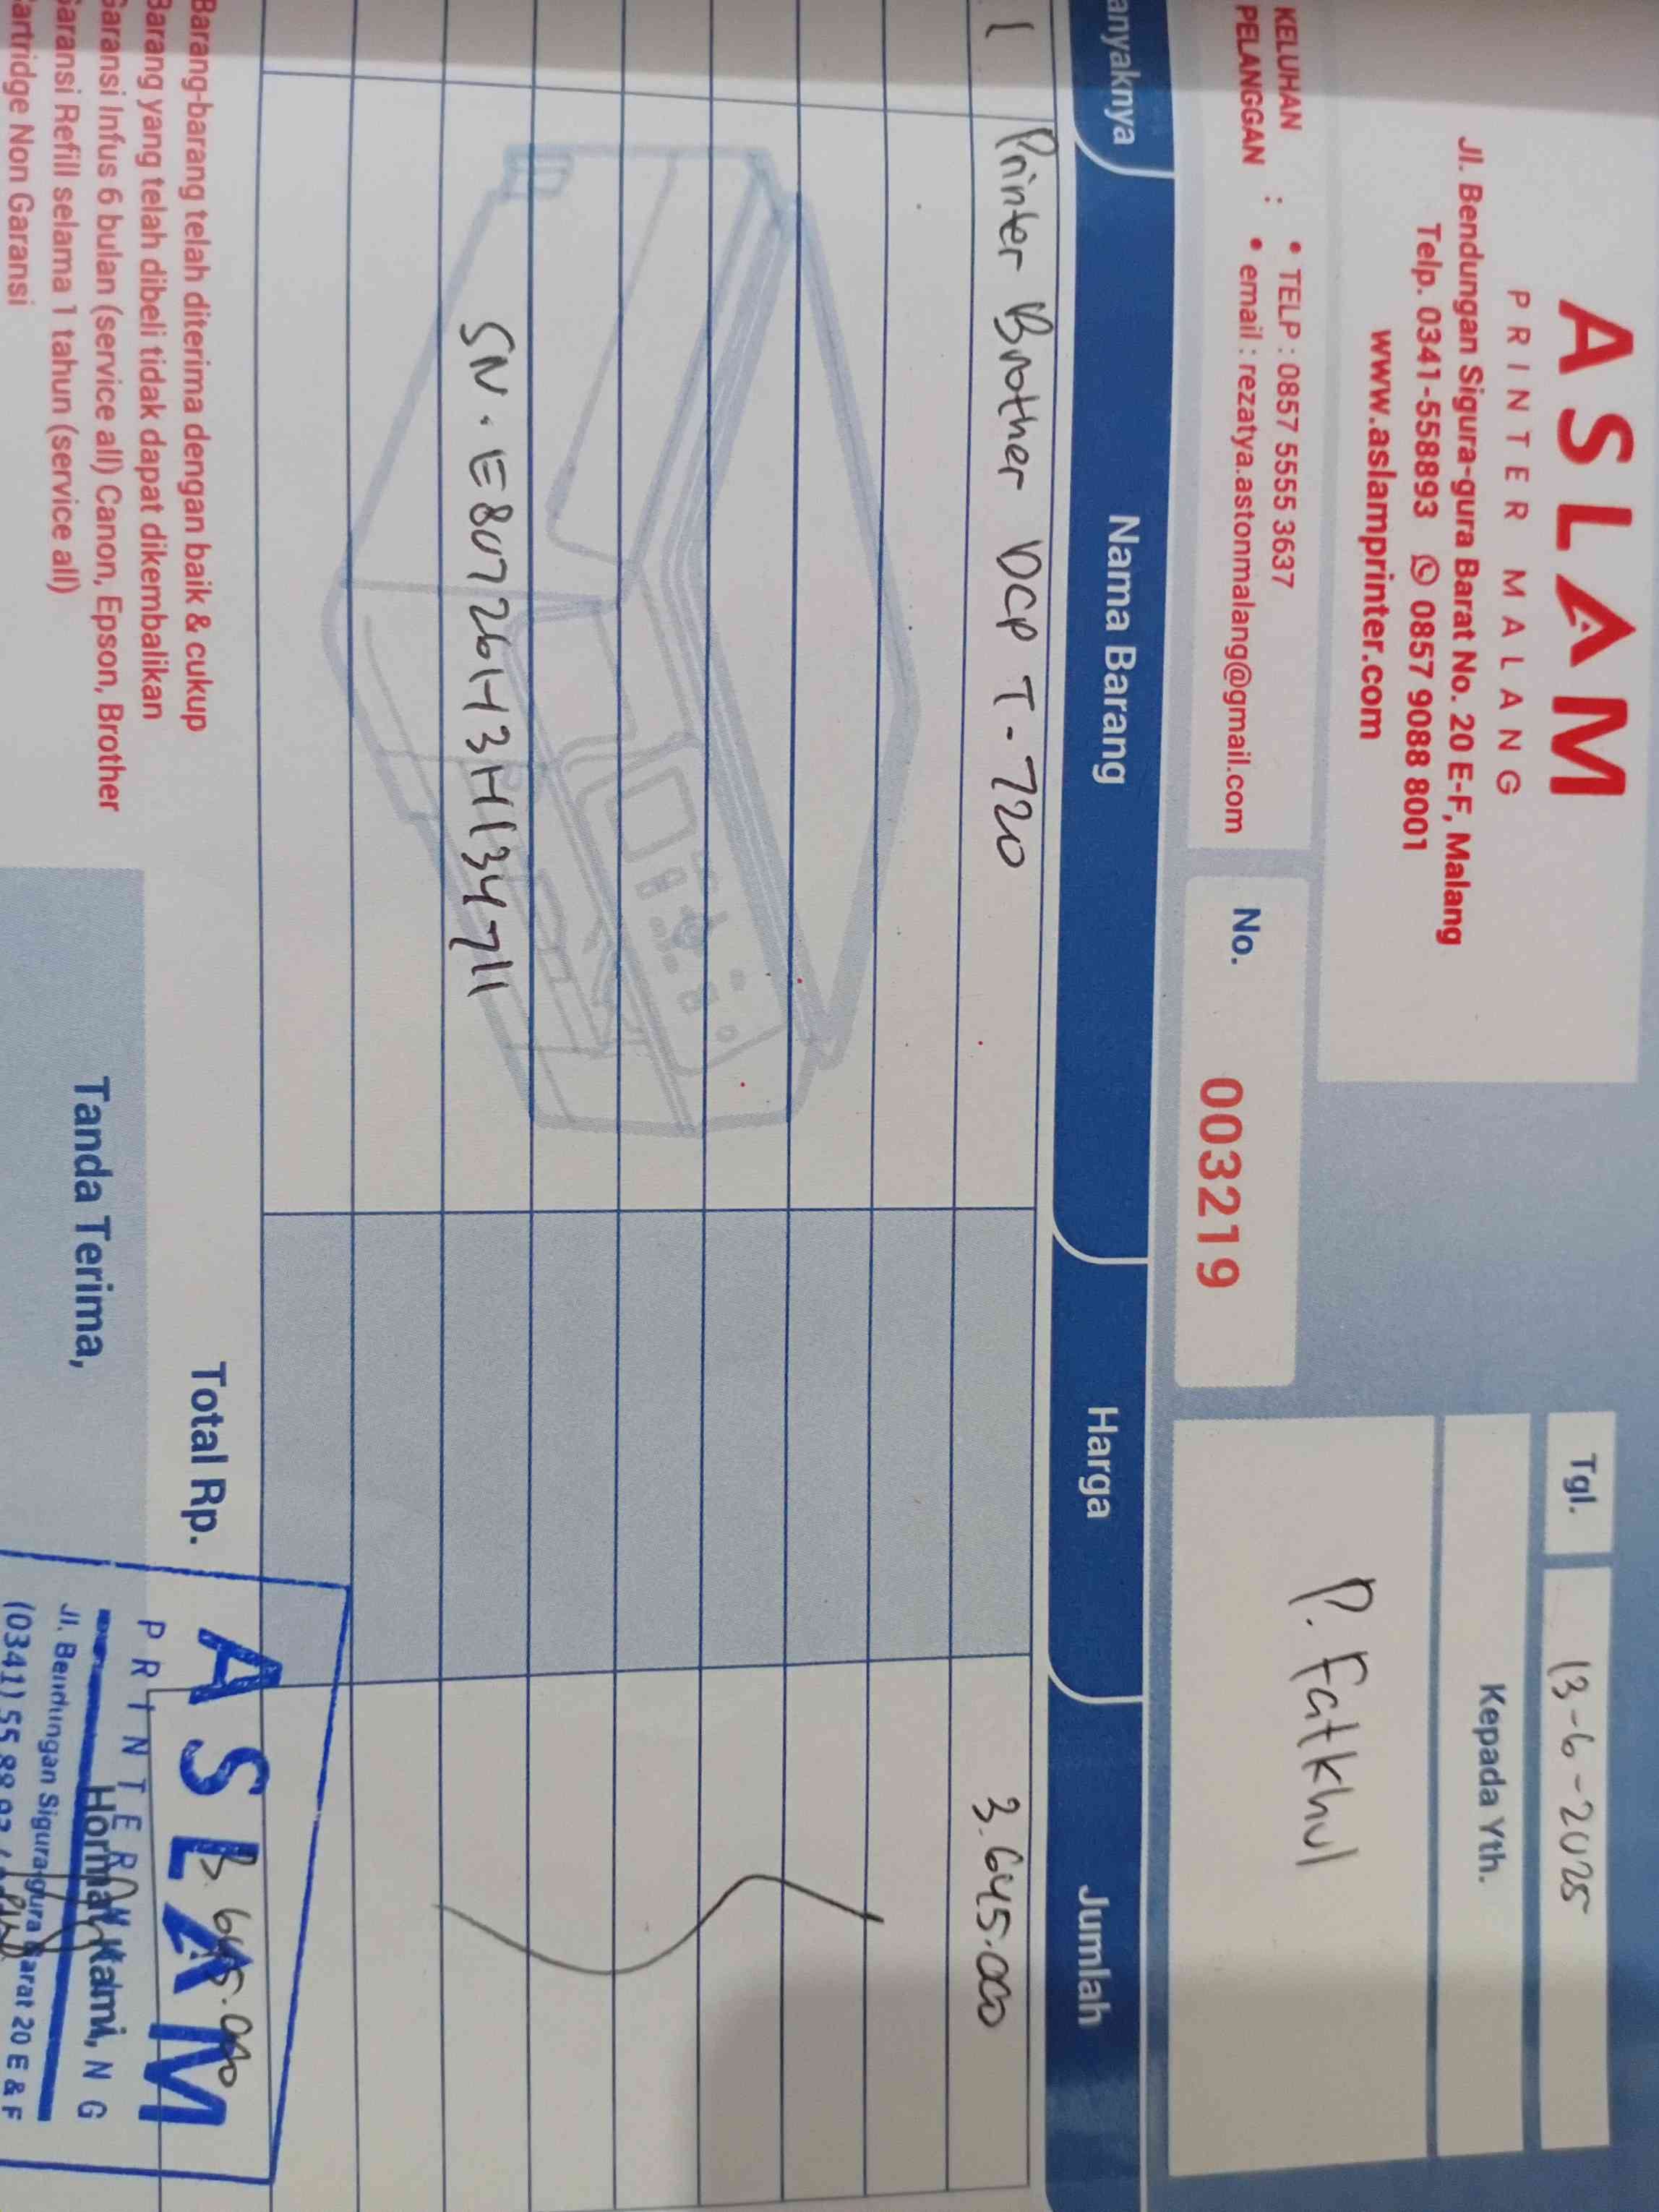 ASLAM
PRINTER MALANG
Jl. Bendungan Sigura-gura Barat No. 20 E-F, Malang
Telp. 0341-558893 0857 9088 8001
www.aslamprinter.com
Tgl. 13-6-2025
Kepada Yth.
P. Fatkhul
KELUHAN PELANGGAN :
• TELP : 0857 5555 3637
• email : rezatya.astonmalang@gmail.com
No. 003219
anyaknya Nama Barang Harga Jumlah
1 Printer Brother DCP T-720 3.645.000
SN. E80726H3H134711
Total Rp. 3.645.000
Barang-barang telah diterima dengan baik & cukup
Barang yang telah dibeli tidak dapat dikembalikan
Garansi Infus 6 bulan (service all) Canon, Epson, Brother
Garansi Refill selama 1 tahun (service all)
Cartridge Non Garansi
Tanda Terima,
Hormat Kami,
ASLAM
PRINTER
Jl. Bendungan Sigura-gura Barat 20 E & F